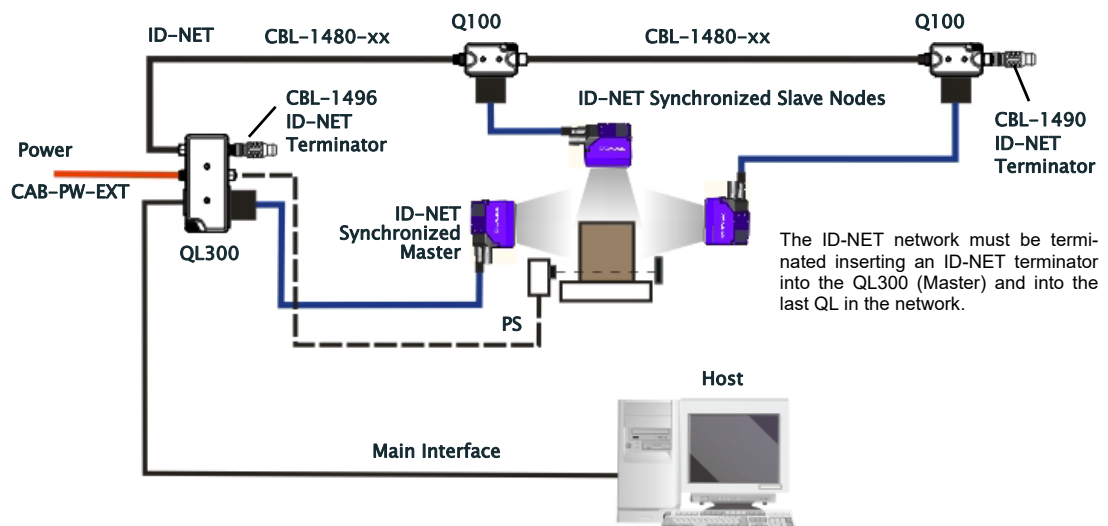 ID-NET
CBL-1480-xx
Q100
CBL-1480-xx
Q100
CBL-1496
ID-NET
Terminator
ID-NET Synchronized Slave Nodes
CBL-1490
ID-NET
Terminator
Power
CAB-PW-EXT
QL300
ID-NET
Synchronized
Master
The ID-NET network must be termi-
nated inserting an ID-NET terminator
into the QL300 (Master) and into the
last QL in the network.
PS
Host
Main Interface